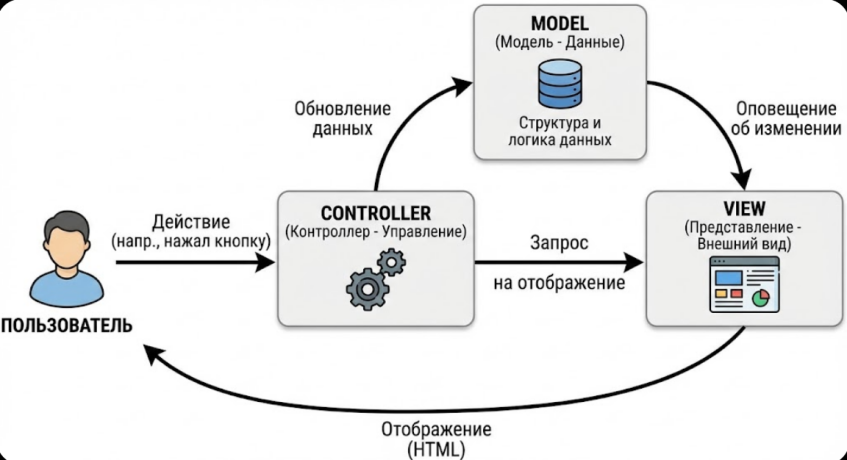 MODEL
(Модель - Данные)
Структура и
логика данных
Обновление
данных
Оповещение
об изменении
Действие
(напр., нажал кнопку)
CONTROLLER
(Контроллер - Управление)
Запрос
на отображение
VIEW
(Представление -
Внешний вид)
ПОЛЬЗОВАТЕЛЬ
Отображение
(HTML)